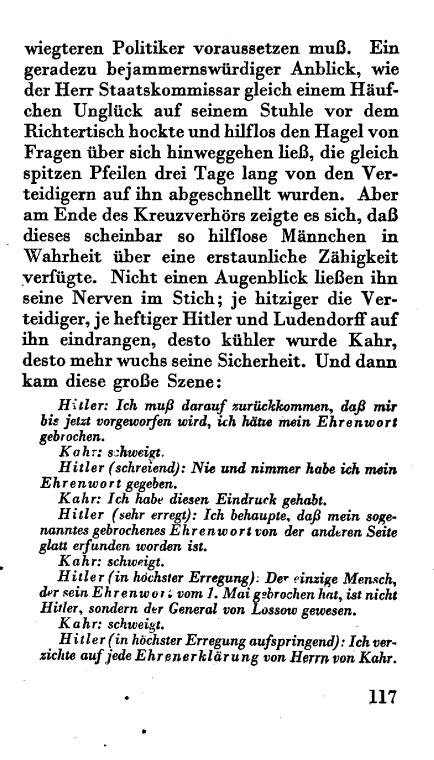 wiegteren Politiker voraussetzen muß. Ein
geradezu bejammernswürdiger Anblick, wie
der Herr Staatskommissar gleich einem Häuf-
chen Unglück auf seinem Stuhle vor dem
Richtertisch hockte und hilflos den Hagel von
Fragen über sich hinweggehen ließ, die gleich
spitzen Pfeilen drei Tage lang von den Ver-
teidigern auf ihn abgeschnellt wurden. Aber
am Ende des Kreuzverhörs zeigte es sich, daß
dieses scheinbar so hilflose Männchen in
Wahrheit über eine erstaunliche Zähigkeit
verfügte. Nicht einen Augenblick ließen ihn
seine Nerven im Stich; je hitziger die Ver-
teidiger, je heftiger Hitler und Ludendorff auf
ihn eindrangen, desto kühler wurde Kahr,
desto mehr wuchs seine Sicherheit. Und dann
kam diese große Szene:
Hitler: Ich muß darauf zurückkommen, daß mir
bis jetzt vorgeworfen wird, ich hätte mein Ehrenwort
gebrochen.
Kahr: schweigt.
Hitler (schreiend): Nie und nimmer habe ich mein
Ehrenwort gegeben.
Kahr: Ich habe diesen Eindruck gehabt.
Hitler (sehr erregt): Ich behaupte, daß mein soge-
nanntes gebrochenes Ehrenwort von der anderen Seite
glatt erfunden worden ist.
Kahr: schweigt.
Hitler (in höchster Erregung): Der einzige Mensch,
der sein Ehrenwort vom 1. Mai gebrochen hat, ist nicht
Hitler, sondern der General von Lossow gewesen.
Kahr: schweigt.
Hitler (in höchster Erregung aufspringend): Ich ver-
zichte auf jede Ehrenerklärung von Herrn von Kahr.
117